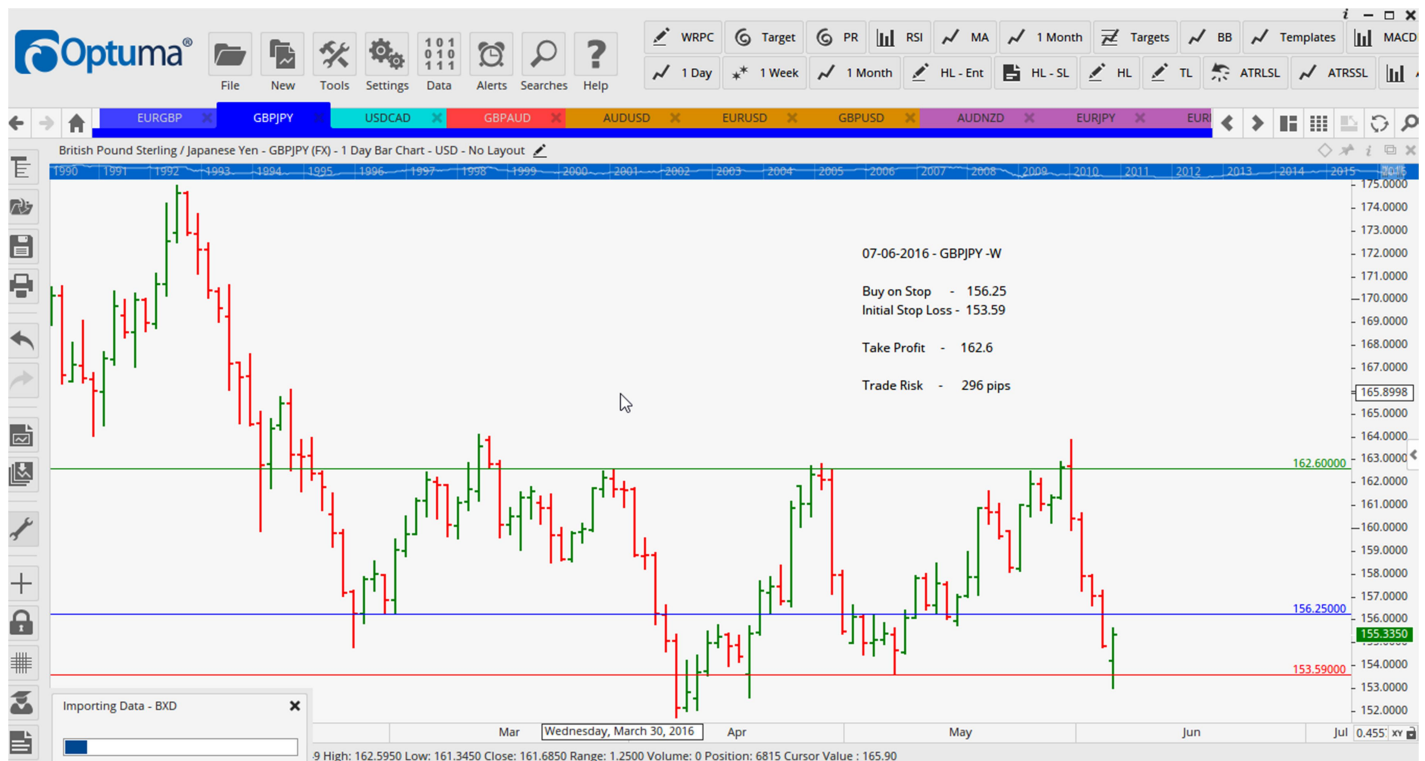 i
Optuma®
File New Tools Settings Data Alerts Searches Help
WRPC Target PR RSI MA 1 Month Targets BB Templates MACD
1 Day 1 Week 1 Month HL - Ent HL - SL HL TL ATRLSL ATRSSL
EURGBP GBPJPY USDCAD GBPAUD AUDUSD EURUSD GBPUSD AUDNZD EURJPY EURI
British Pound Sterling / Japanese Yen - GBPJPY (FX) - 1 Day Bar Chart - USD - No Layout
1990 1991 1992 1993 1994 1995 1996 1997 1998 1999 2000 2001 2002 2003 2004 2005 2006 2007 2008 2009 2010 2011 2012 2013 2014 2015 2016
175.0000
174.0000
173.0000
172.0000
171.0000
170.0000
169.0000
168.0000
167.0000
165.8998
165.0000
164.0000
163.0000
162.0000
161.0000
160.0000
159.0000
158.0000
157.0000
156.0000
155.3350
154.0000
153.0000
152.0000
07-06-2016 - GBPJPY -W
Buy on Stop - 156.25
Initial Stop Loss - 153.59
Take Profit - 162.6
Trade Risk - 296 pips
162.60000
156.25000
153.59000
Importing Data - BXD
Mar Wednesday, March 30, 2016 Apr May Jun Jul 0.455 XY
9 High: 162.5950 Low: 161.3450 Close: 161.6850 Range: 1.2500 Volume: 0 Position: 6815 Cursor Value : 165.90